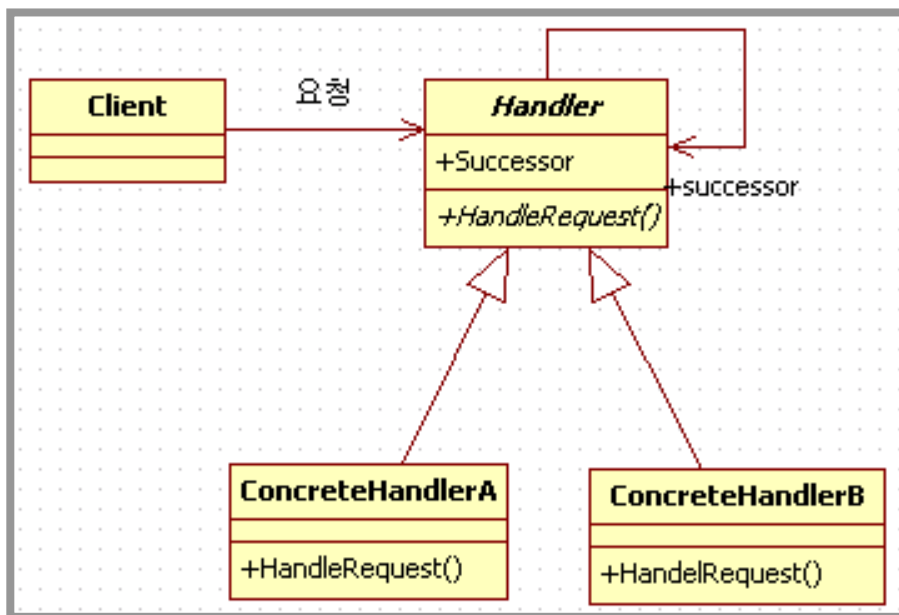 Client
요청
Handler
+Successor
+successor
+HandleRequest()
ConcreteHandlerA
+HandleRequest()
ConcreteHandlerB
+HandelRequest()